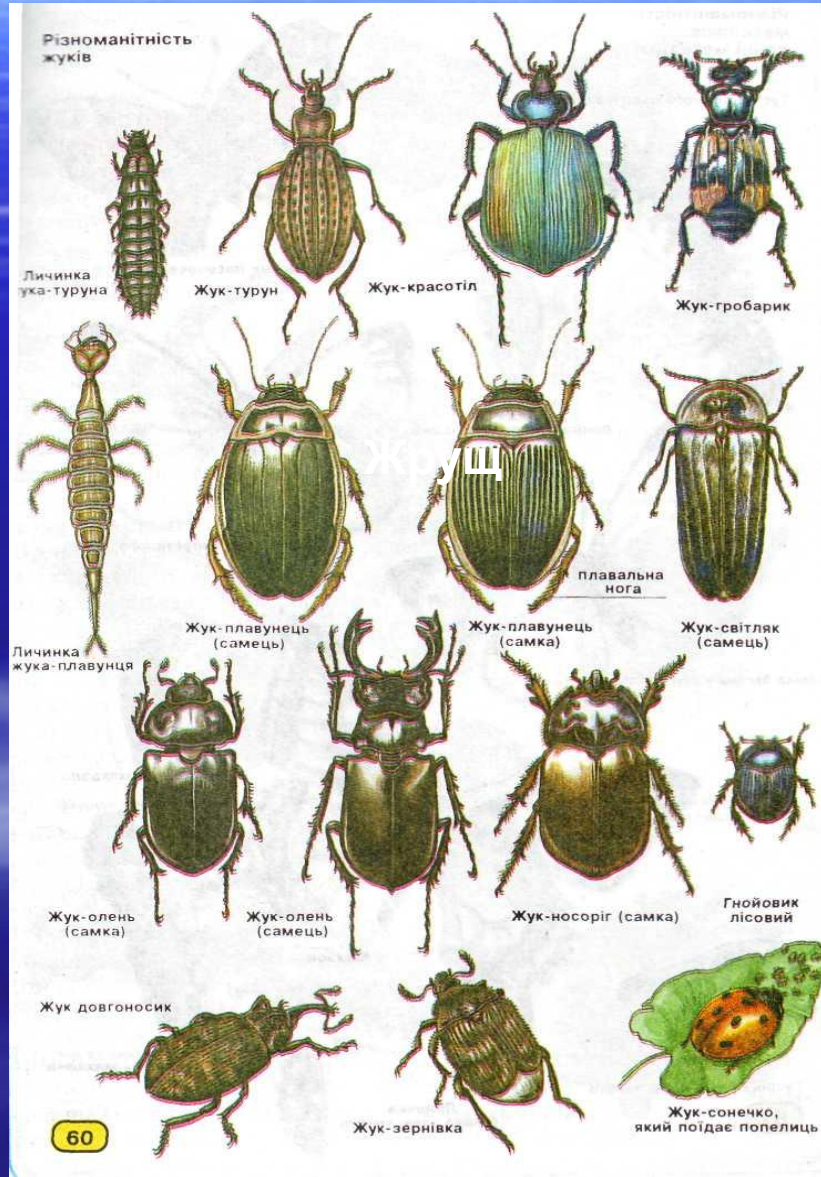 Різноманітність
жуків
Личинка
ука-туруна
Жук-турун
Жук-красотіл
Жук-гробарик
Жрущ
плавальна
нога
Личинка
жука-плавунця
Жук-плавунець
(самець)
Жук-плавунець
(самка)
Жук-світляк
(самець)
Жук-олень
(самка)
Жук-олень
(самець)
Жук-носоріг (самка)
Гнойовик
лісовий
Жук довгоносик
Жук-зернівка
Жук-сонечко,
який поїдає попелиць
60